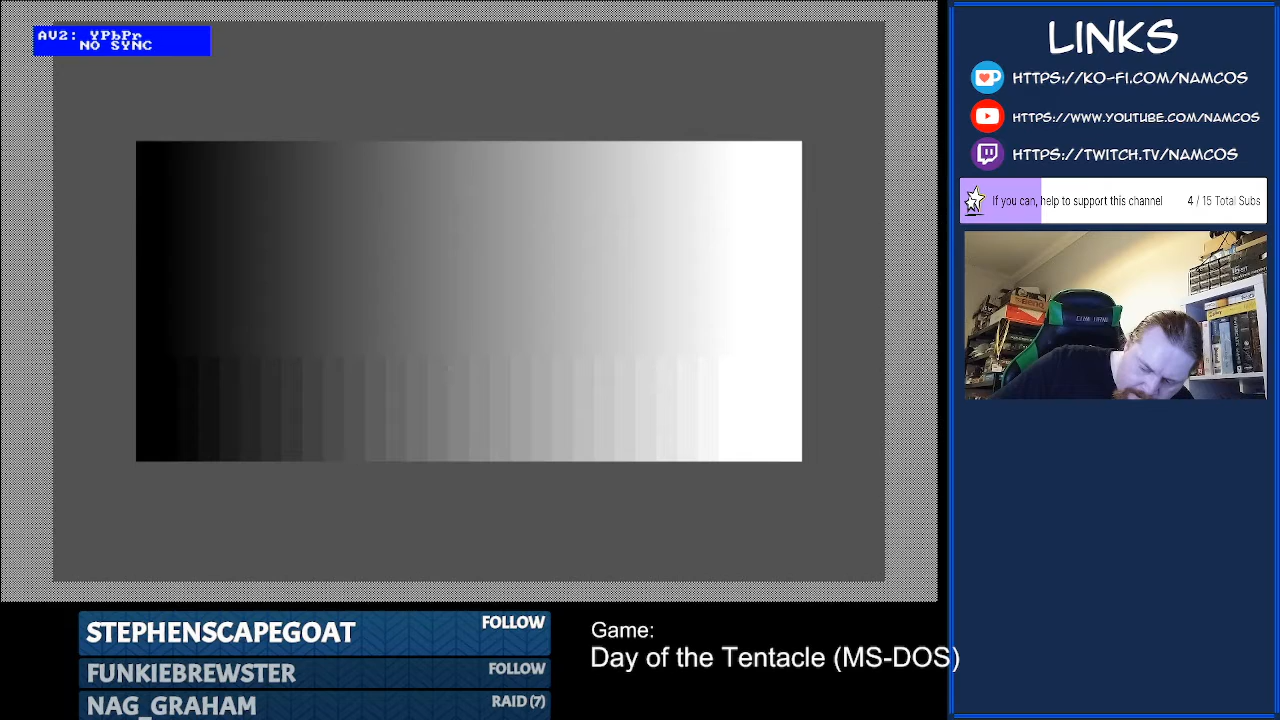 AV2: YPbPr
NO SYNC
LINKS
HTTPS://KO-FI.COM/NAMCOS
HTTPS://WWW.YOUTUBE.COM/NAMCOS
HTTPS://TWITCH.TV/NAMCOS
If you can, help to support this channel 4 / 15 Total Subs
STEPHENSCAPEGOAT FOLLOW
FUNKIEBREWSTER FOLLOW
NAG_GRAHAM RAID (7)
Game:
Day of the Tentacle (MS-DOS)